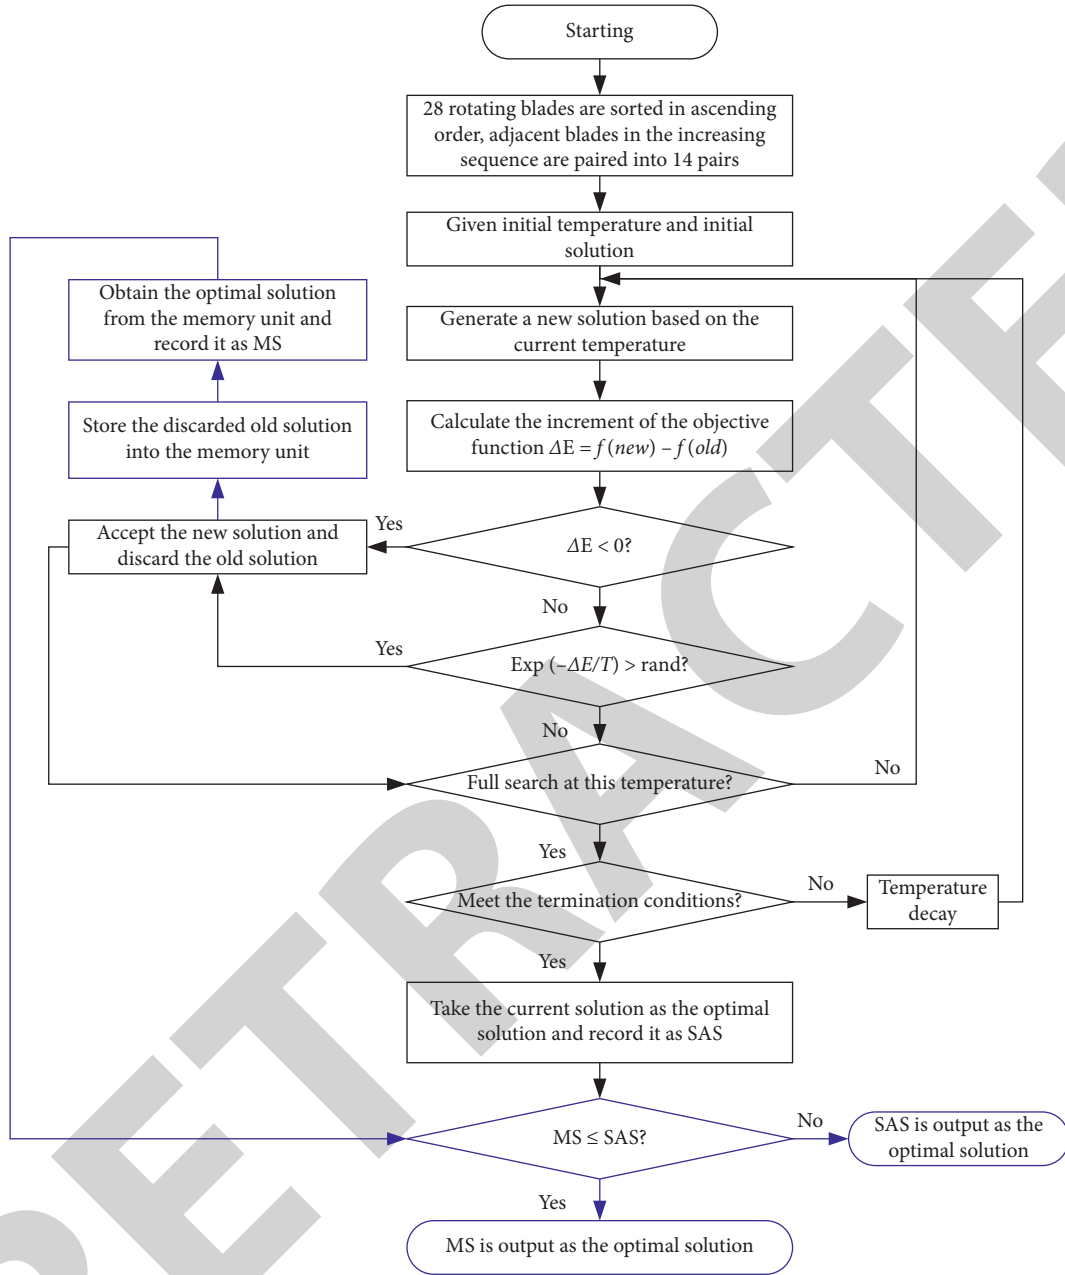 Starting
28 rotating blades are sorted in ascending
order, adjacent blades in the increasing
sequence are paired into 14 pairs
Given initial temperature and initial
solution
Obtain the optimal solution
from the memory unit and
record it as MS
Generate a new solution based on the
current temperature
Store the discarded old solution
into the memory unit
Calculate the increment of the objective
function ΔE = f (new) – f (old)
Accept the new solution and
discard the old solution
Yes
ΔE < 0?
No
Yes
Exp (–ΔE/T) > rand?
No
Full search at this temperature?
No
Yes
Meet the termination conditions?
No
Temperature
decay
Yes
Take the current solution as the optimal
solution and record it as SAS
MS ≤ SAS?
No
SAS is output as the
optimal solution
Yes
MS is output as the optimal solution
RETRACTE